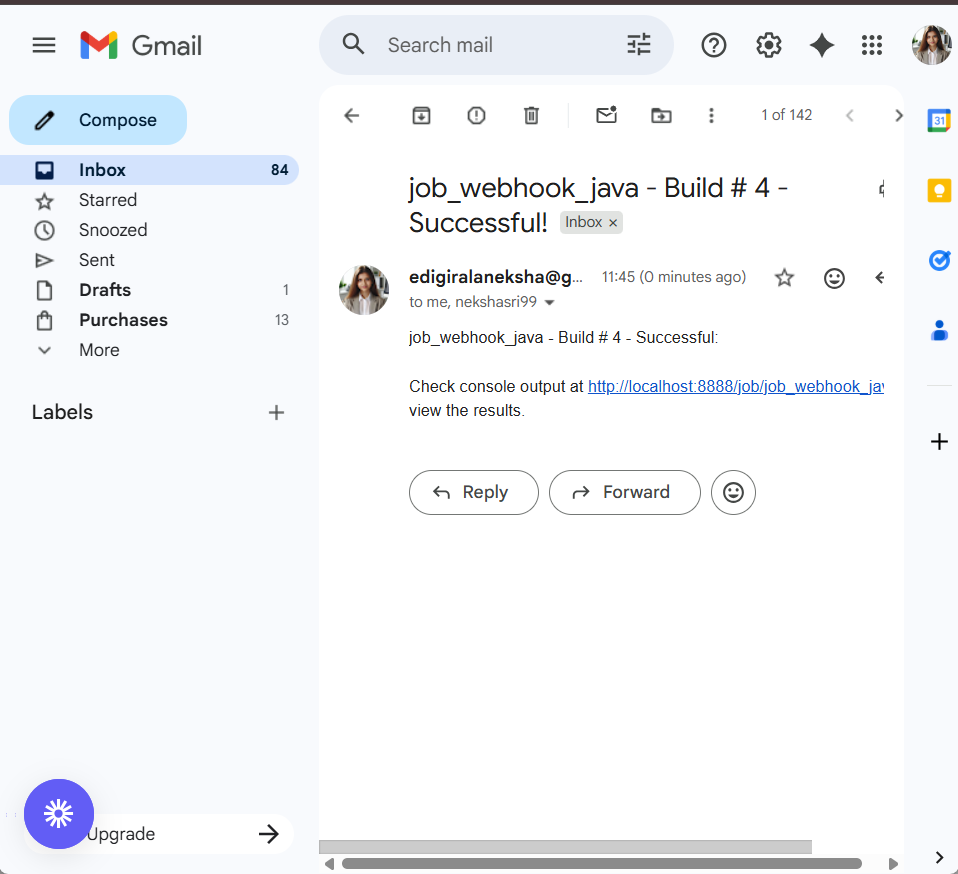 Gmail
Search mail
Compose
Inbox 84
Starred
Snoozed
Sent
Drafts 1
Purchases 13
More
Labels
Upgrade
1 of 142
job_webhook_java - Build # 4 -
Successful! Inbox ×
edigiralaneksha@g... 11:45 (0 minutes ago)
to me, nekshasri99
job_webhook_java - Build # 4 - Successful:
Check console output at http://localhost:8888/job/job_webhook_jav
view the results.
Reply Forward
31